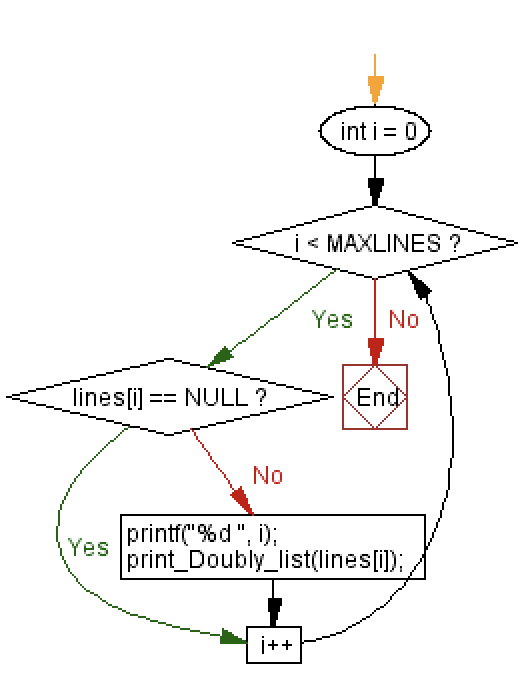 int i = 0
i < MAXLINES ?
Yes
No
lines[i] == NULL ?
End
No
printf("%d ", i);
print_Doubly_list(lines[i]);
Yes
i++